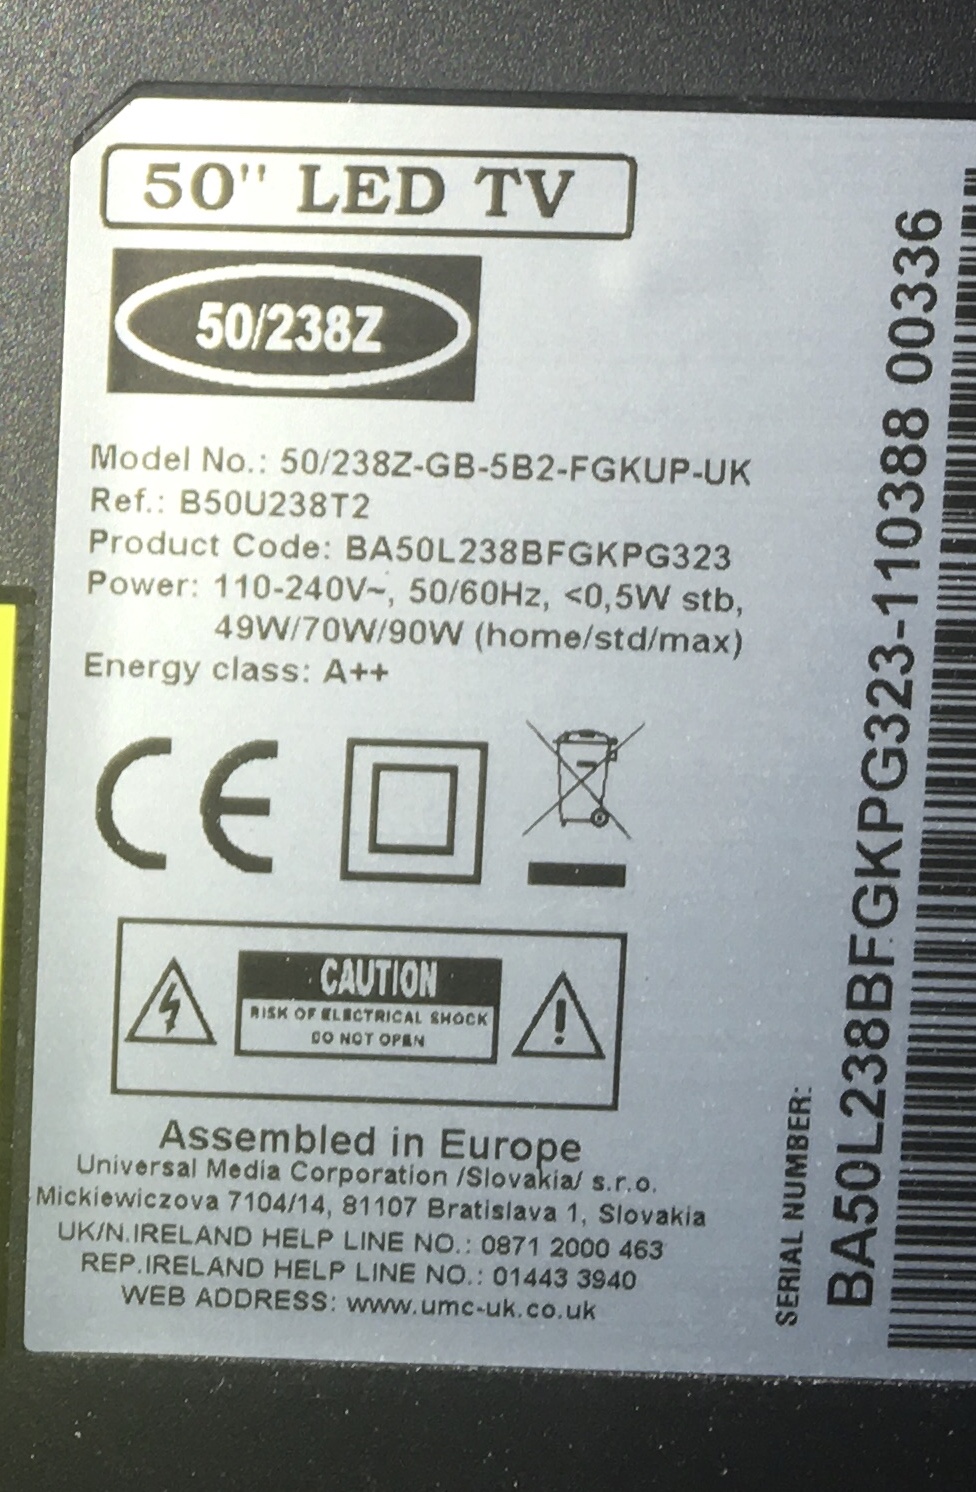 50" LED TV
50/238Z
Model No.: 50/238Z-GB-5B2-FGKUP-UK
Ref.: B50U238T2
Product Code: BA50L238BFGKPG323
Power: 110-240V~, 50/60Hz, <0,5W stb,
49W/70W/90W (home/std/max)
Energy class: A++
CE
CAUTION
RISK OF ELECTRICAL SHOCK
DO NOT OPEN
Assembled in Europe
Universal Media Corporation /Slovakia/ s.r.o.
Mickiewiczova 7104/14, 81107 Bratislava 1, Slovakia
UK/N.IRELAND HELP LINE NO.: 0871 2000 463
REP.IRELAND HELP LINE NO.: 01443 3940
WEB ADDRESS: www.umc-uk.co.uk
SERIAL NUMBER:
BA50L238BFGKPG323-110388 00336